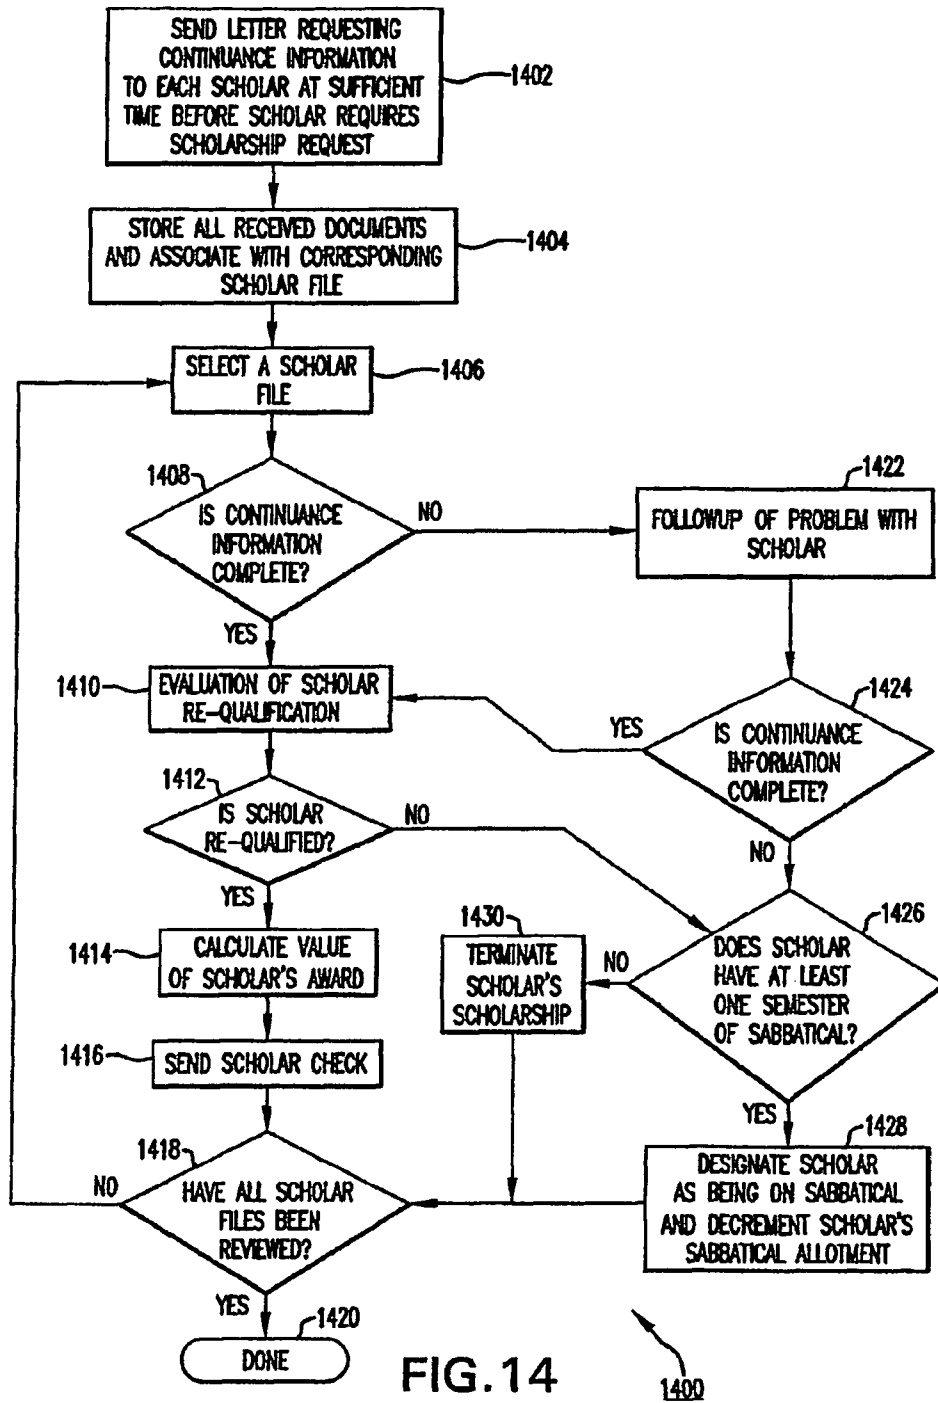 SEND LETTER REQUESTING
CONTINUANCE INFORMATION
TO EACH SCHOLAR AT SUFFICIENT
TIME BEFORE SCHOLAR REQUIRES
SCHOLARSHIP REQUEST
1402
STORE ALL RECEIVED DOCUMENTS
AND ASSOCIATE WITH CORRESPONDING
SCHOLAR FILE
1404
SELECT A SCHOLAR
FILE
1406
1408
IS CONTINUANCE
INFORMATION
COMPLETE?
NO
YES
1422
FOLLOWUP OF PROBLEM WITH
SCHOLAR
1410
EVALUATION OF SCHOLAR
RE-QUALIFICATION
1424
YES
IS CONTINUANCE
INFORMATION
COMPLETE?
NO
1412
IS SCHOLAR
RE-QUALIFIED?
NO
YES
1426
DOES SCHOLAR
HAVE AT LEAST
ONE SEMESTER
OF SABBATICAL?
NO
YES
1430
TERMINATE
SCHOLAR'S
SCHOLARSHIP
1414
CALCULATE VALUE
OF SCHOLAR'S AWARD
1416
SEND SCHOLAR CHECK
1418
NO
HAVE ALL SCHOLAR
FILES BEEN
REVIEWED?
YES
1428
DESIGNATE SCHOLAR
AS BEING ON SABBATICAL
AND DECREMENT SCHOLAR'S
SABBATICAL ALLOTMENT
1420
DONE
FIG.14
1400